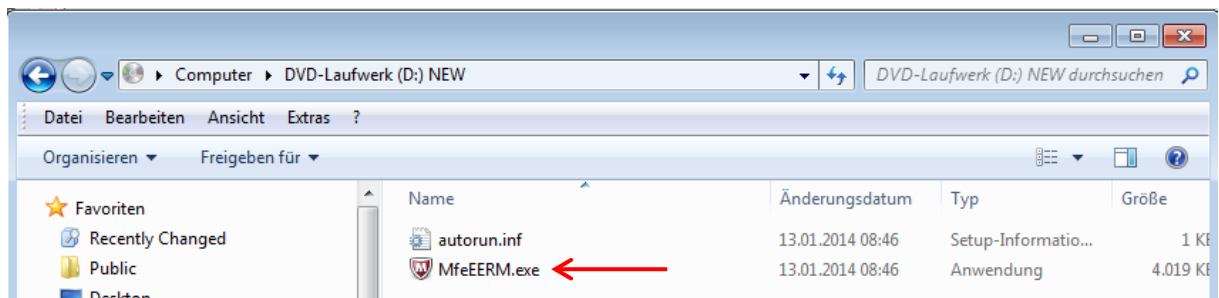 Computer ▸ DVD-Laufwerk (D:) NEW
DVD-Laufwerk (D:) NEW durchsuchen
Datei Bearbeiten Ansicht Extras ?
Organisieren Freigeben für
Favoriten
Name Änderungsdatum Typ Größe
Recently Changed
autorun.inf 13.01.2014 08:46 Setup-Informatio... 1 KB
Public
MfeEERM.exe 13.01.2014 08:46 Anwendung 4.019 KB
Desktop